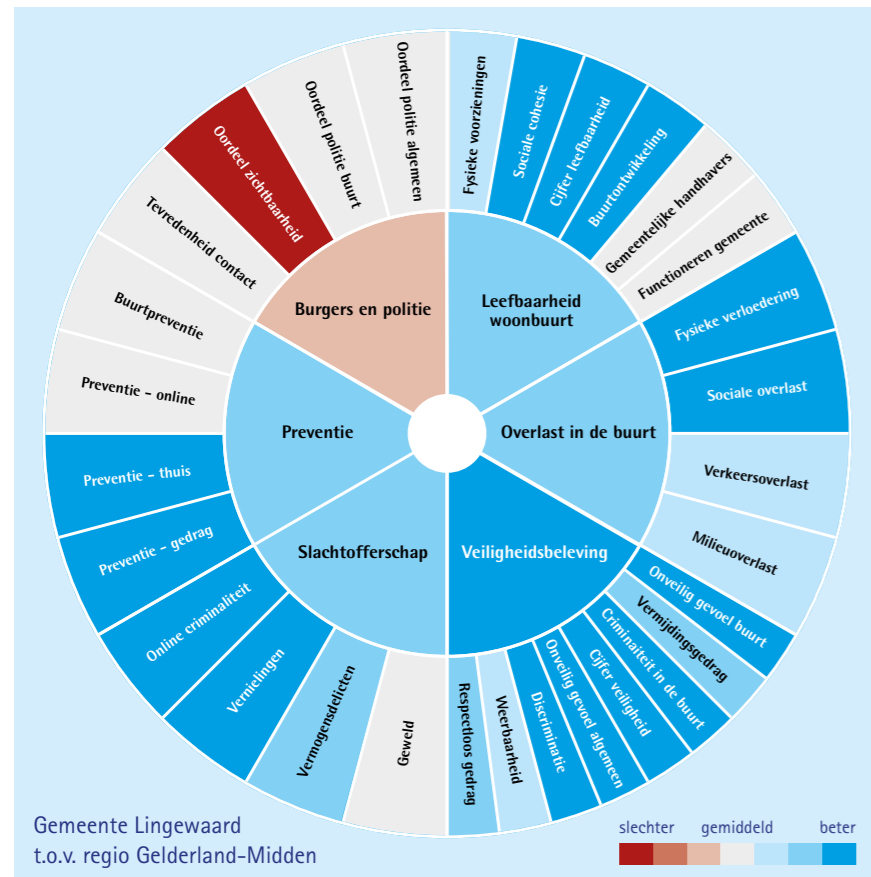 Fysieke voorzieningen
Sociale cohesie
Cijfer leefbaarheid
Buurtontwikkeling
Gemeentelijke handhavers
Functioneren gemeente
Fysieke verloedering
Sociale overlast
Verkeersoverlast
Milieuoverlast
Onveilig gevoel buurt
Vermijdingsgedrag
Criminaliteit in de buurt
Cijfer veiligheid
Onveilig gevoel algemeen
Discriminatie
Weerbaarheid
Respectloos gedrag
Geweld
Vermogensdelicten
Vernielingen
Online criminaliteit
Preventie – gedrag
Preventie – thuis
Preventie – online
Buurtpreventie
Tevredenheid contact
Oordeel zichtbaarheid
Oordeel politie buurt
Oordeel politie algemeen
Leefbaarheid
woonbuurt
Overlast in de buurt
Veiligheidsbeleving
Slachtofferschap
Preventie
Burgers en politie
Gemeente Lingewaard
t.o.v. regio Gelderland-Midden
slechter gemiddeld beter